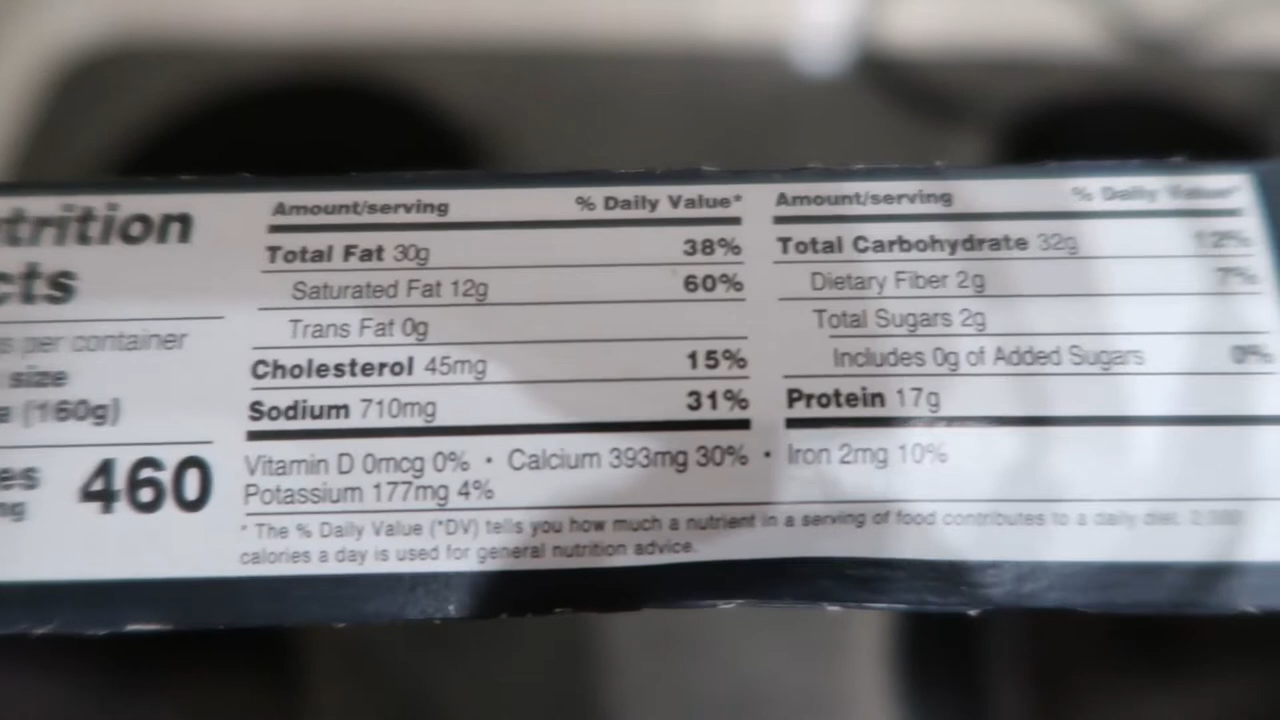 trition
cts
s per container
size
a (160g)
es
ng
460
Amount/serving % Daily Value*
Total Fat 30g 38%
Saturated Fat 12g 60%
Trans Fat 0g
Cholesterol 45mg 15%
Sodium 710mg 31%
Amount/serving % Daily Value*
Total Carbohydrate 32g 12%
Dietary Fiber 2g 7%
Total Sugars 2g
Includes 0g of Added Sugars 0%
Protein 17g
Vitamin D 0mcg 0% • Calcium 393mg 30% • Iron 2mg 10%
Potassium 177mg 4%
* The % Daily Value (*DV) tells you how much a nutrient in a serving of food contributes to a daily diet.
calories a day is used for general nutrition advice.